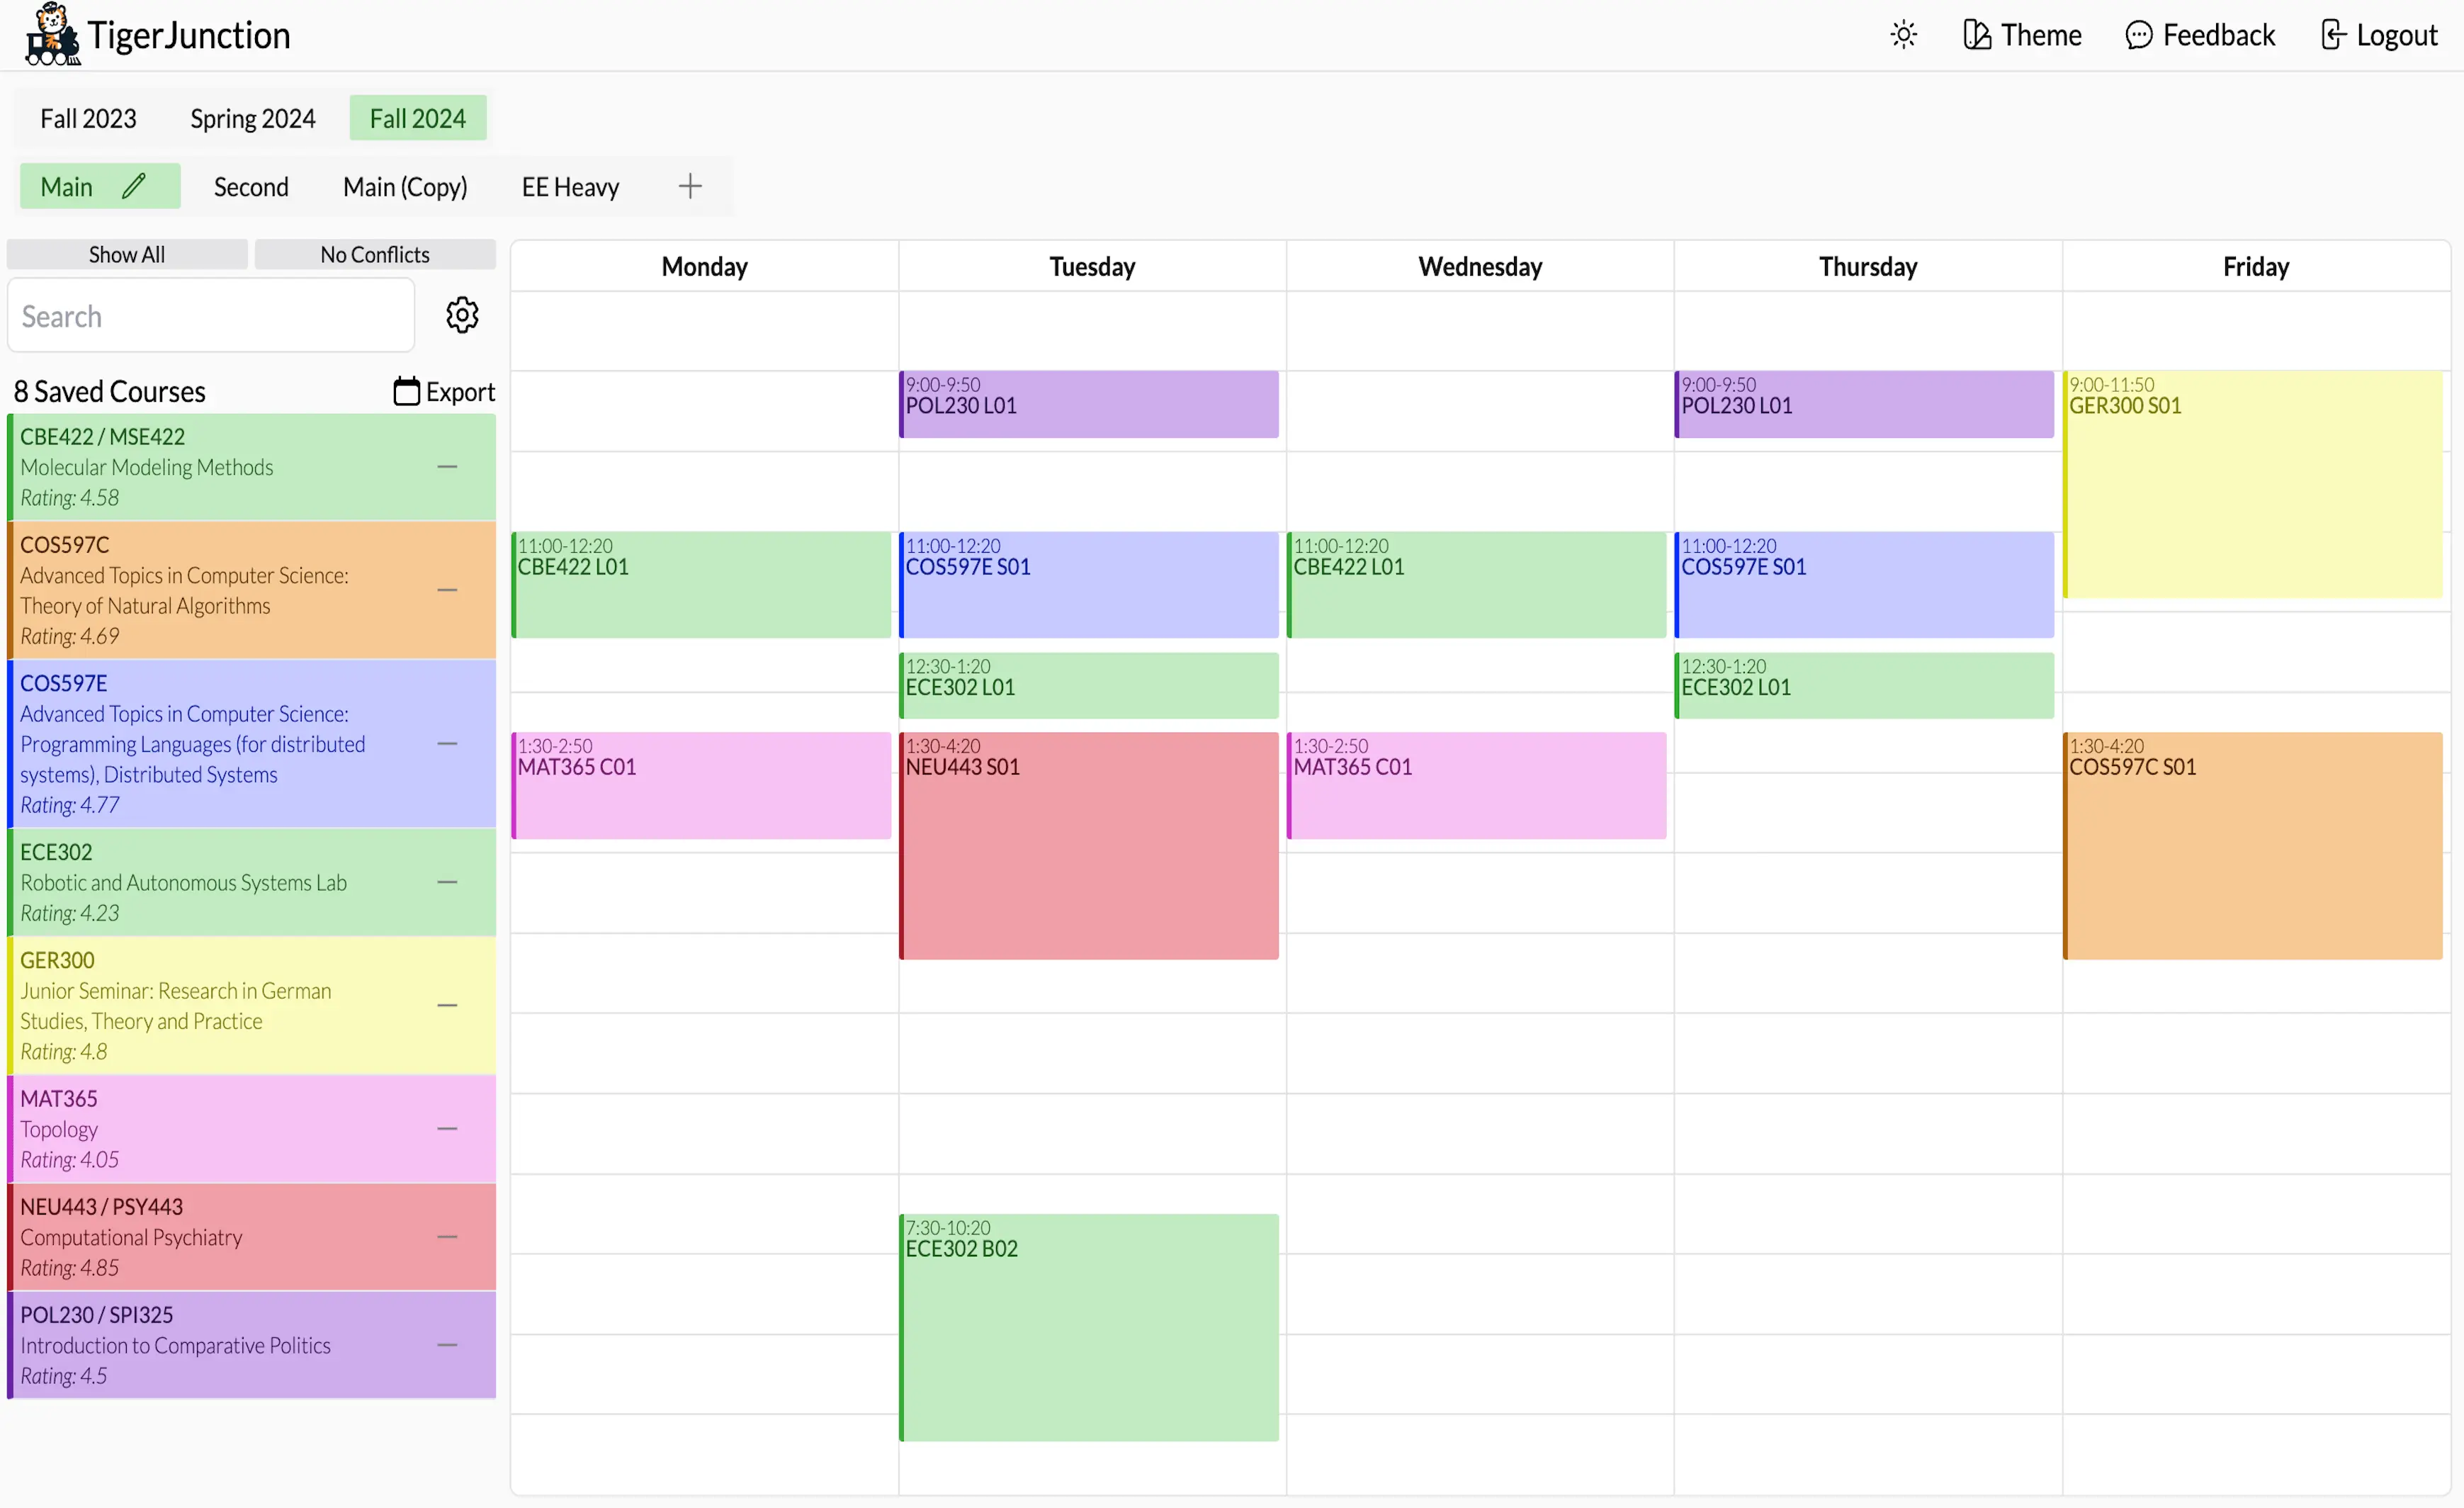 TigerJunction
Theme
Feedback
Logout
Fall 2023
Spring 2024
Fall 2024
Main
Second
Main (Copy)
EE Heavy
Show All
No Conflicts
Search
8 Saved Courses
Export
CBE422 / MSE422
Molecular Modeling Methods
Rating: 4.58
COS597C
Advanced Topics in Computer Science:
Theory of Natural Algorithms
Rating: 4.69
COS597E
Advanced Topics in Computer Science:
Programming Languages (for distributed
systems), Distributed Systems
Rating: 4.77
ECE302
Robotic and Autonomous Systems Lab
Rating: 4.23
GER300
Junior Seminar: Research in German
Studies, Theory and Practice
Rating: 4.8
MAT365
Topology
Rating: 4.05
NEU443 / PSY443
Computational Psychiatry
Rating: 4.85
POL230 / SPI325
Introduction to Comparative Politics
Rating: 4.5
Monday
Tuesday
Wednesday
Thursday
Friday
11:00-12:20
CBE422 L01
1:30-2:50
MAT365 C01
9:00-9:50
POL230 L01
11:00-12:20
COS597E S01
12:30-1:20
ECE302 L01
1:30-4:20
NEU443 S01
7:30-10:20
ECE302 B02
11:00-12:20
CBE422 L01
1:30-2:50
MAT365 C01
9:00-9:50
POL230 L01
11:00-12:20
COS597E S01
12:30-1:20
ECE302 L01
9:00-11:50
GER300 S01
1:30-4:20
COS597C S01